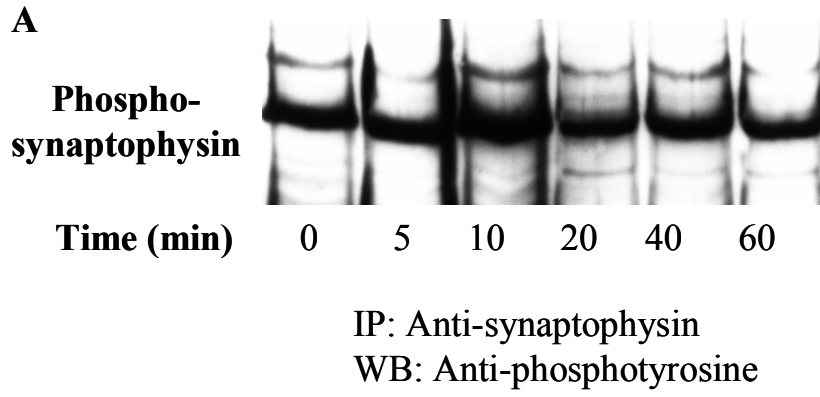 A
Phospho-
synaptophysin
Time (min) 0 5 10 20 40 60
IP: Anti-synaptophysin
WB: Anti-phosphotyrosine